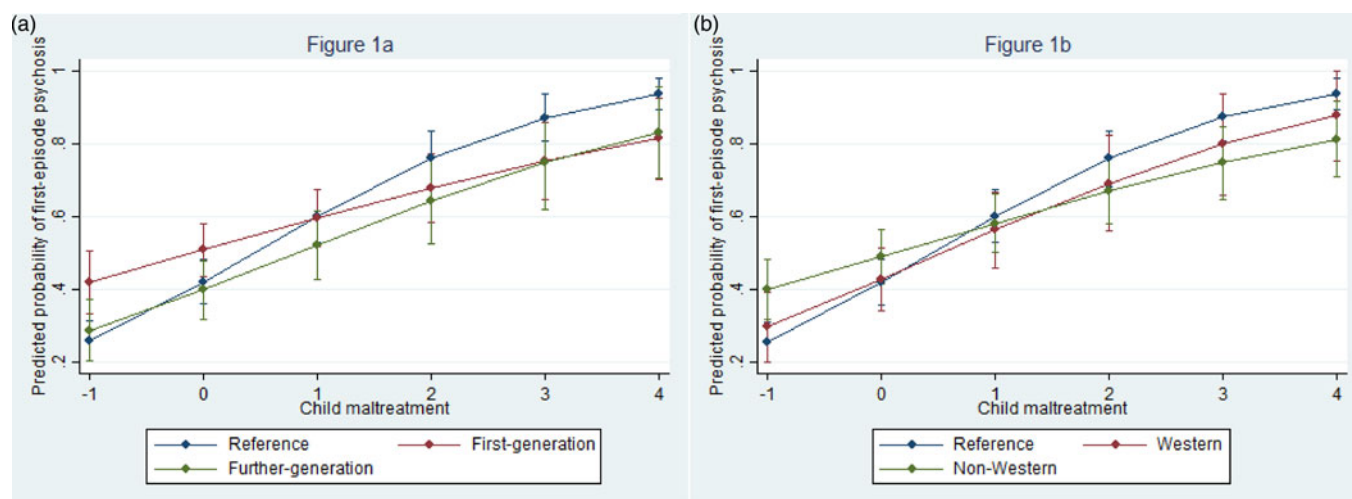 (a)
Figure 1a
Predicted probability of first-episode psychosis
1
.8
.6
.4
.2
-1 0 1 2 3 4
Child maltreatment
Reference First-generation
Further-generation
(b)
Figure 1b
Predicted probability of first-episode psychosis
1
.8
.6
.4
.2
-1 0 1 2 3 4
Child maltreatment
Reference Western
Non-Western